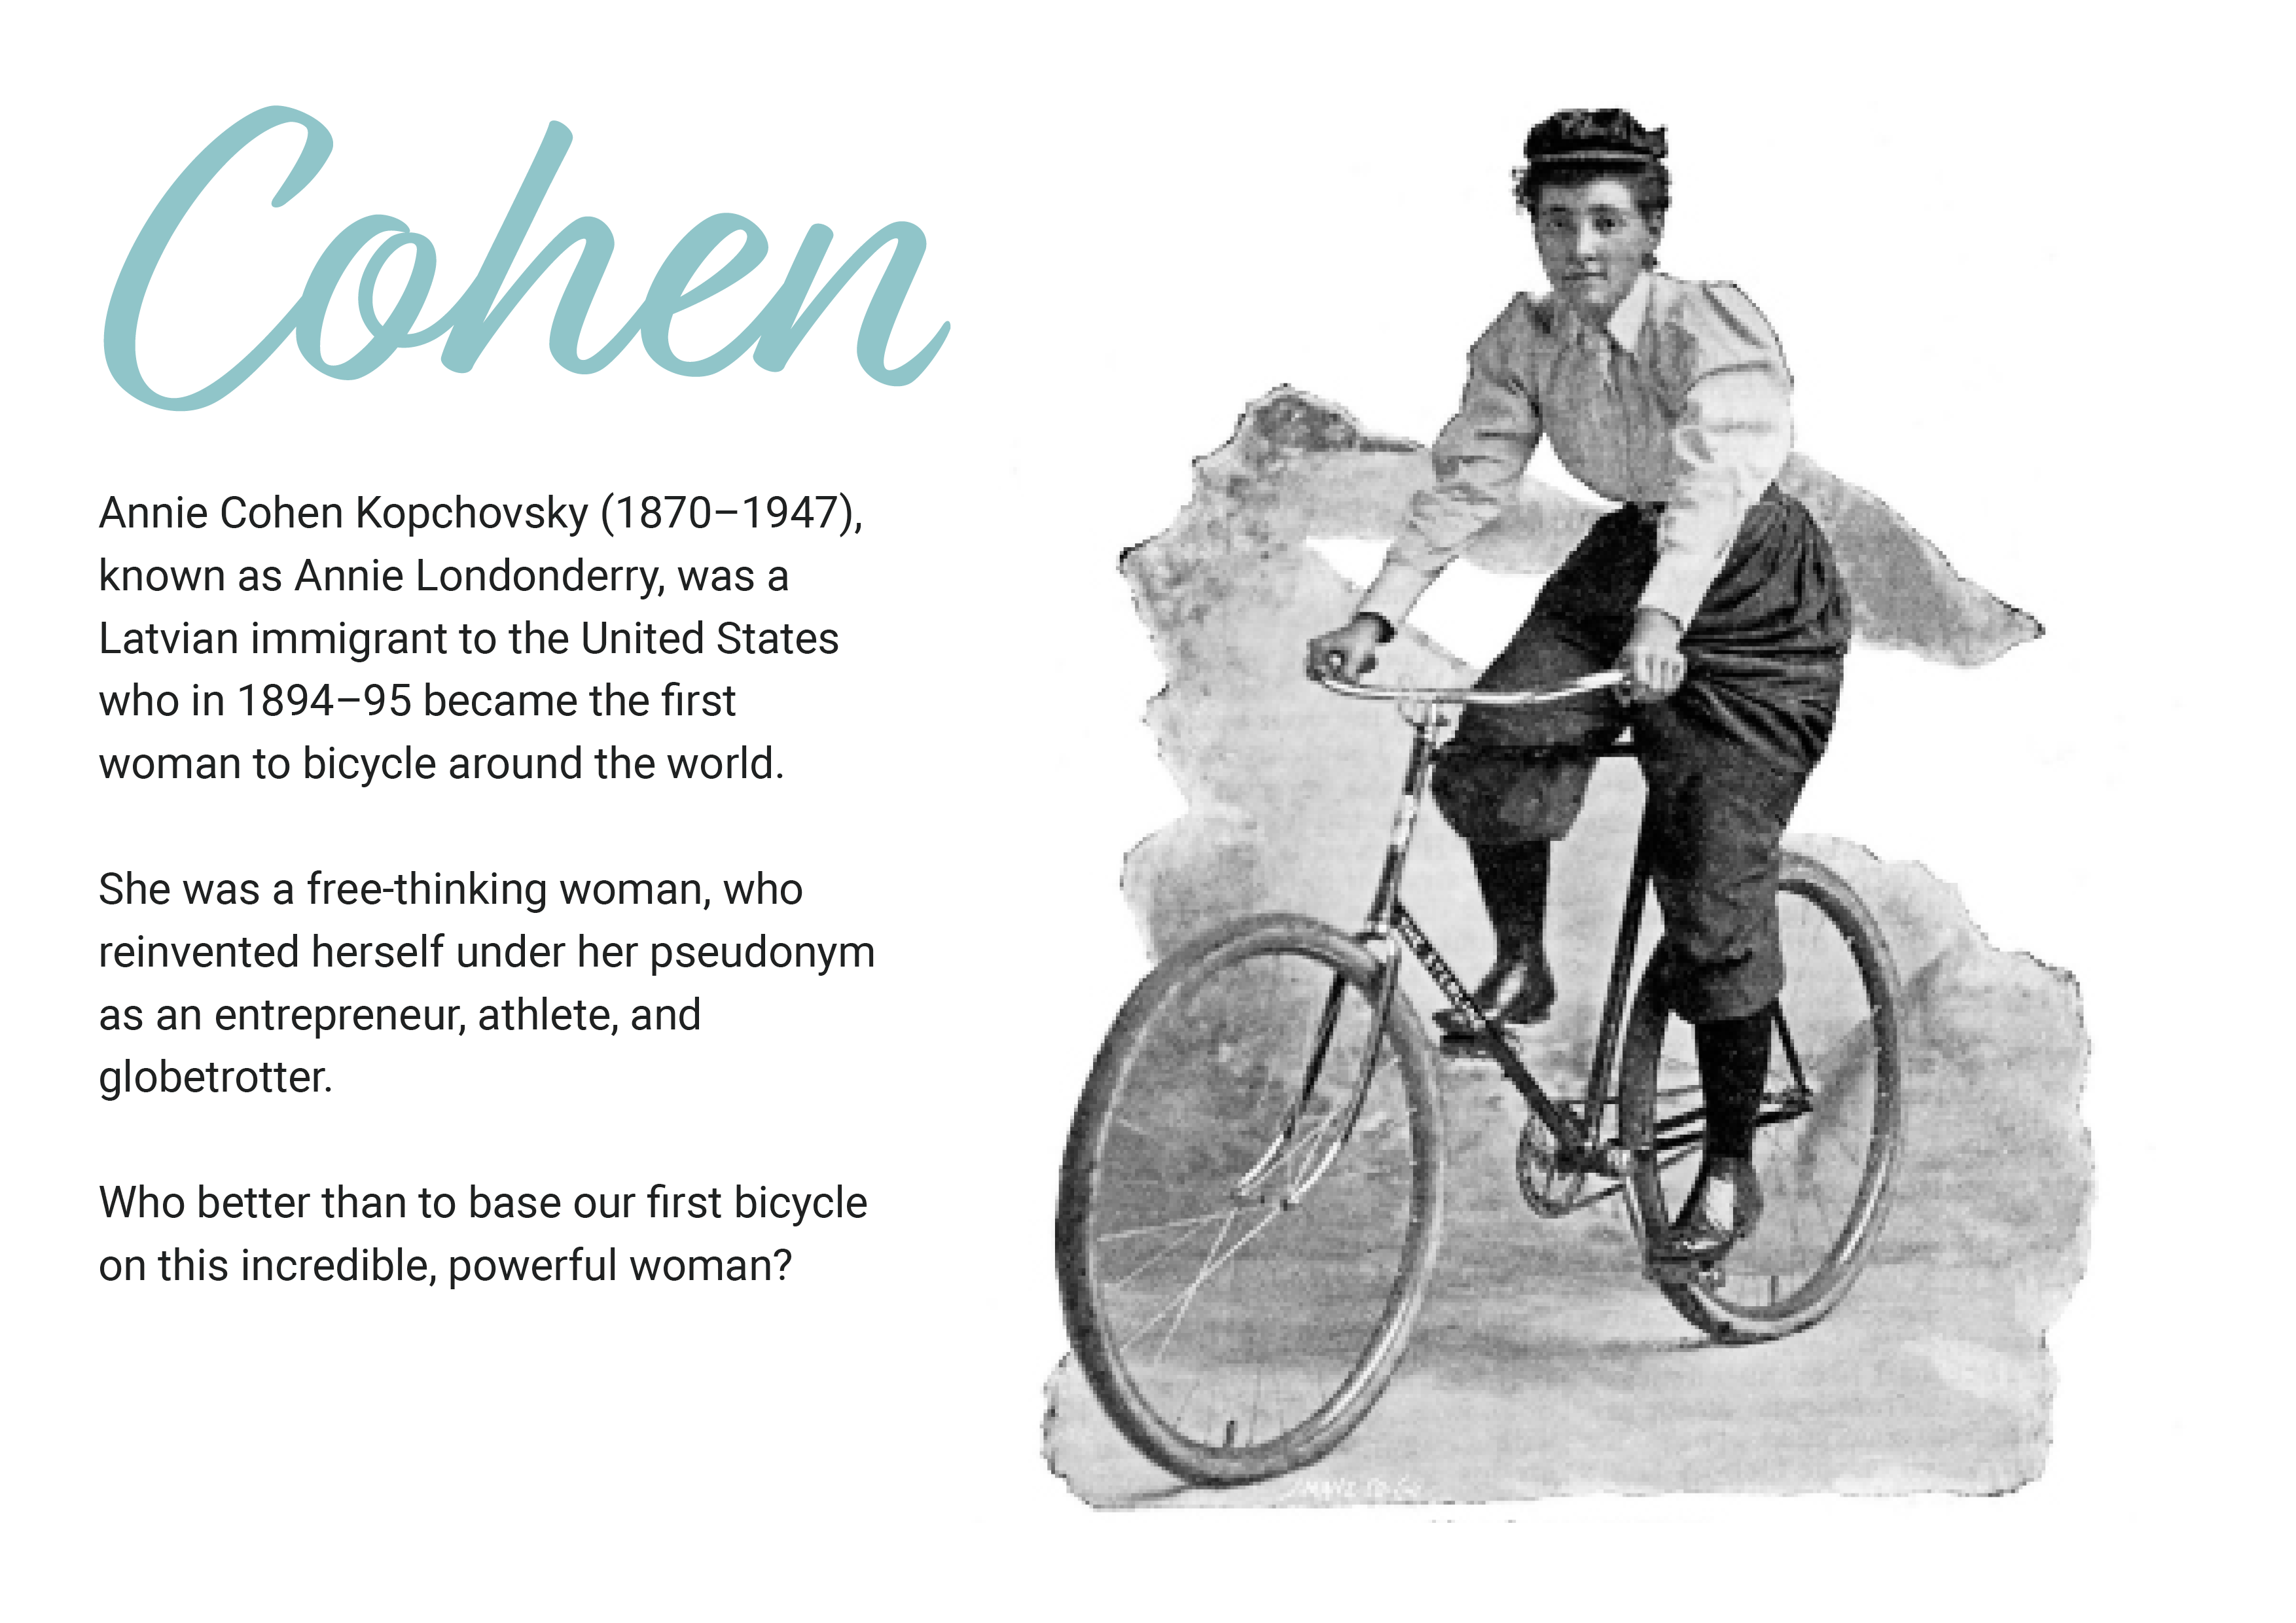 Cohen
Annie Cohen Kopchovsky (1870–1947),
known as Annie Londonderry, was a
Latvian immigrant to the United States
who in 1894–95 became the first
woman to bicycle around the world.
She was a free-thinking woman, who
reinvented herself under her pseudonym
as an entrepreneur, athlete, and
globetrotter.
Who better than to base our first bicycle
on this incredible, powerful woman?